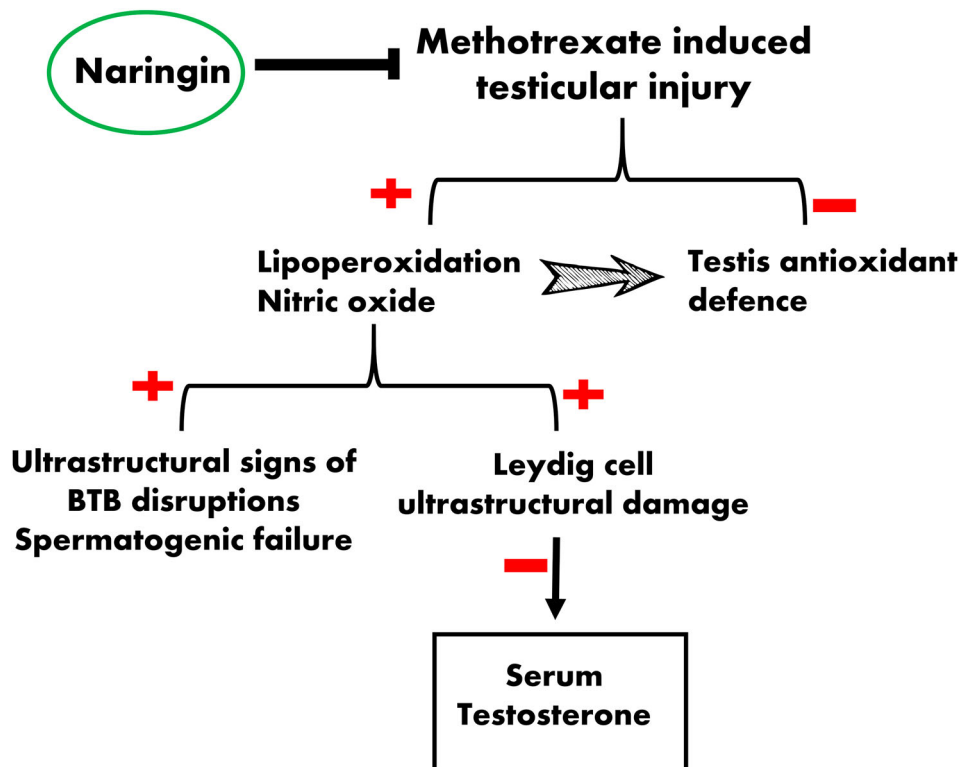 Naringin
Methotrexate induced
testicular injury
+
−
Lipoperoxidation
Nitric oxide
Testis antioxidant
defence
+
+
Ultrastructural signs of
BTB disruptions
Spermatogenic failure
Leydig cell
ultrastructural damage
−
Serum
Testosterone